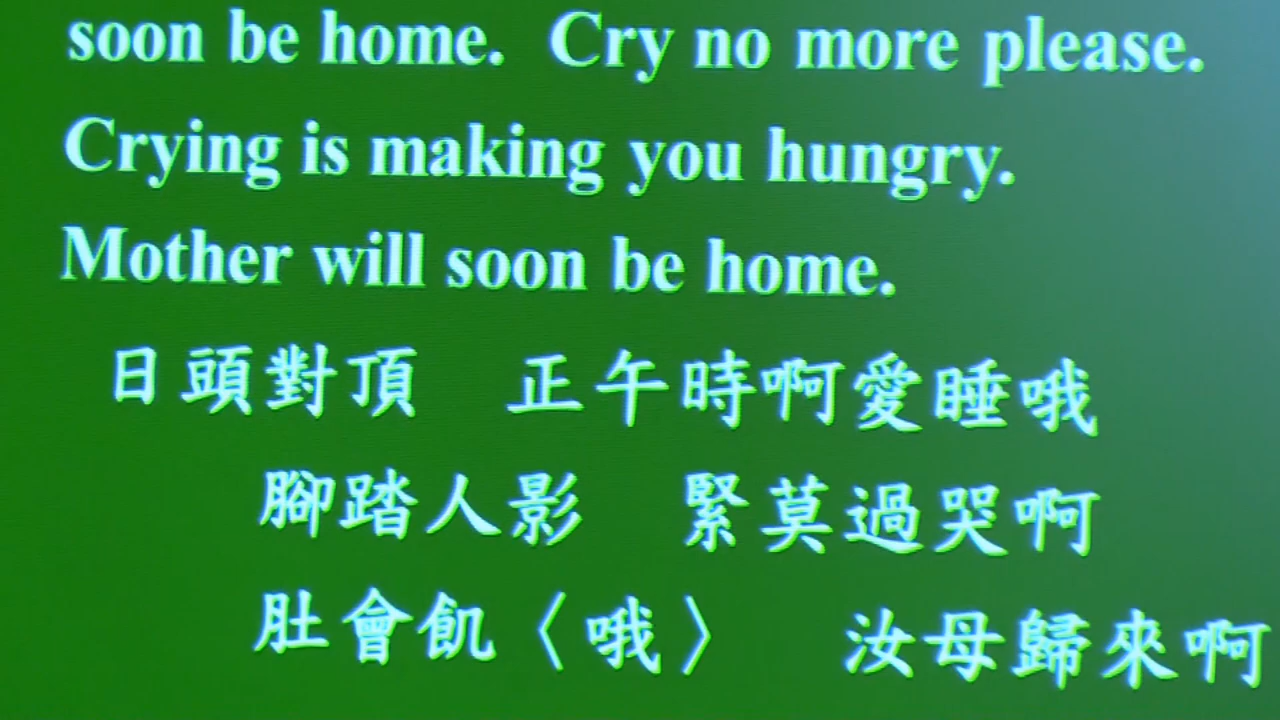 soon be home. Cry no more please.
Crying is making you hungry.
Mother will soon be home.
日頭對頂 正午時啊愛睡哦
腳踏人影 緊莫過哭啊
肚會飢〈哦〉 汝母歸來啊